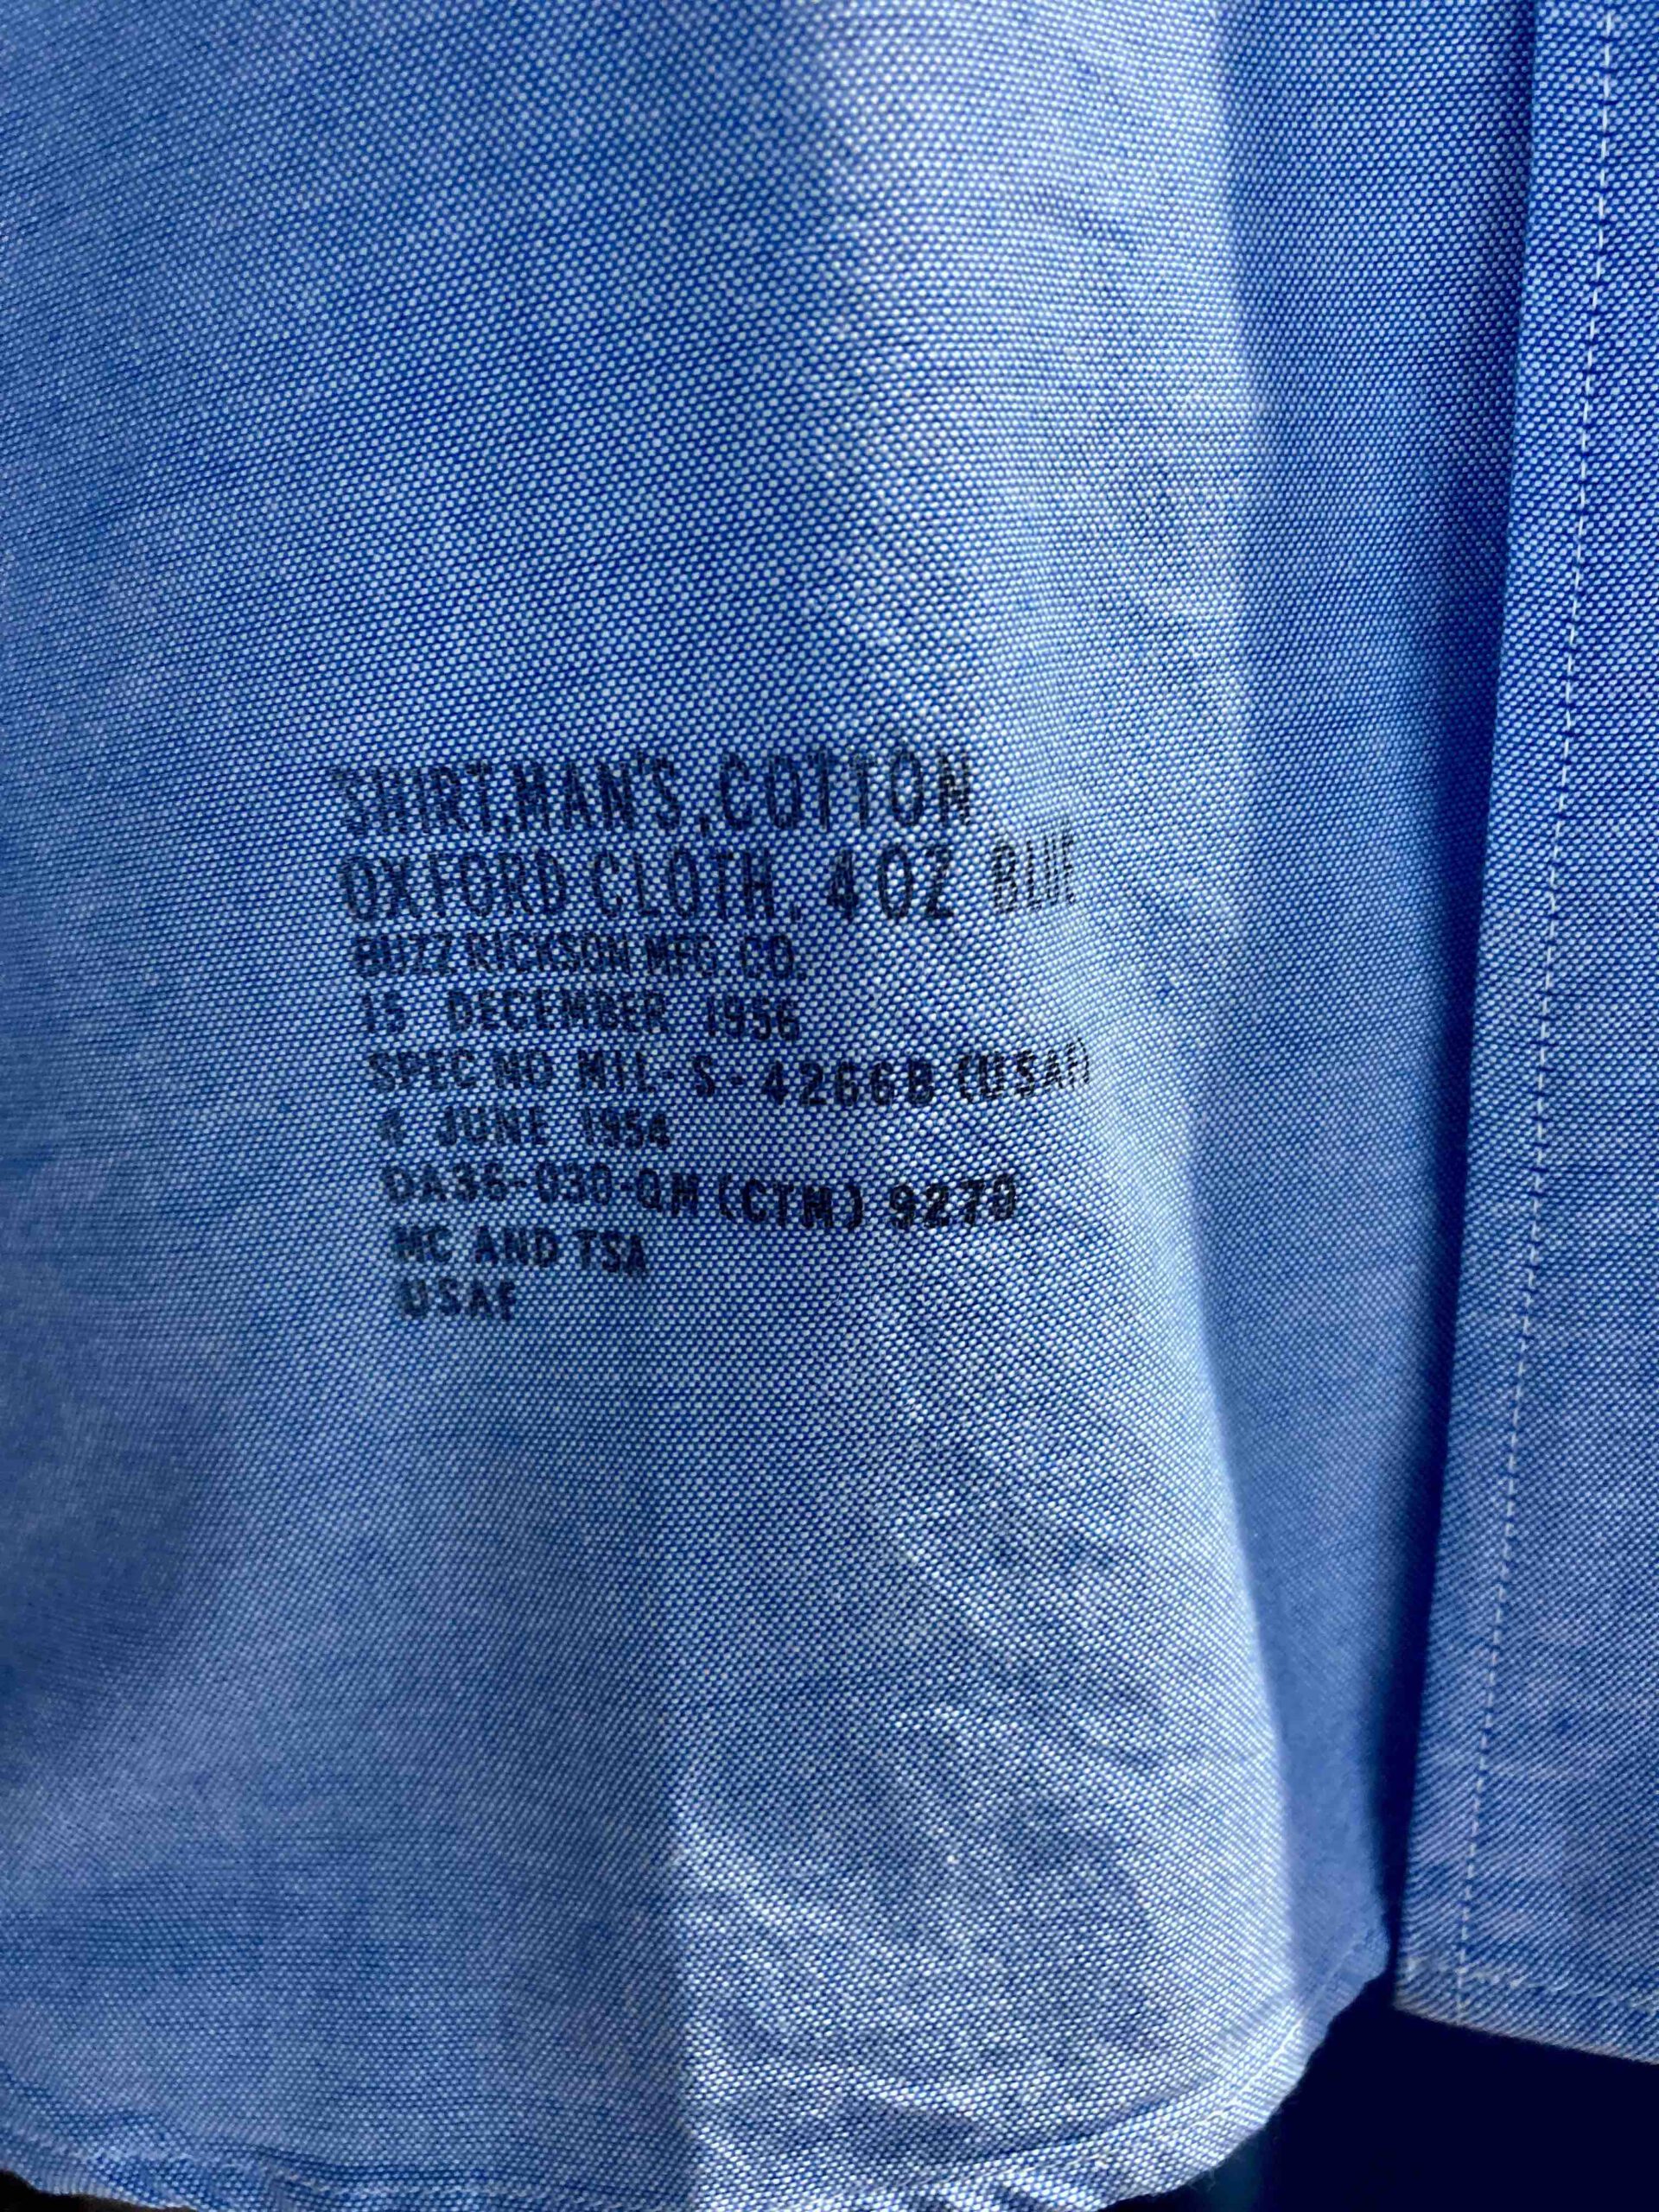 SHIRT, MAN'S, COTTON
OXFORD CLOTH, 4 OZ BLUE
BUZZ RICKSON MFG. CO.
15 DECEMBER 1956
SPEC NO MIL-S-4266B (USAF)
4 JUNE 1954
DA36-030-QM (CTM) 9270
MC AND TSA
USAF